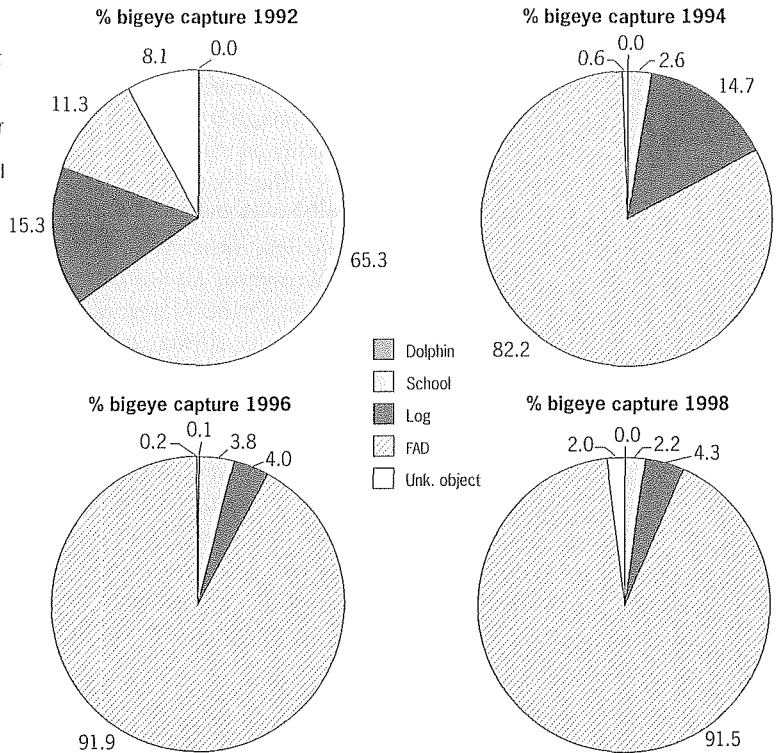 % bigeye capture 1992
8.1
0.0
11.3
15.3
65.3
% bigeye capture 1994
0.6
0.0
2.6
14.7
82.2
Dolphin
School
Log
FAD
Unk. object
% bigeye capture 1996
0.2
0.1
3.8
4.0
91.9
% bigeye capture 1998
2.0
0.0
2.2
4.3
91.5